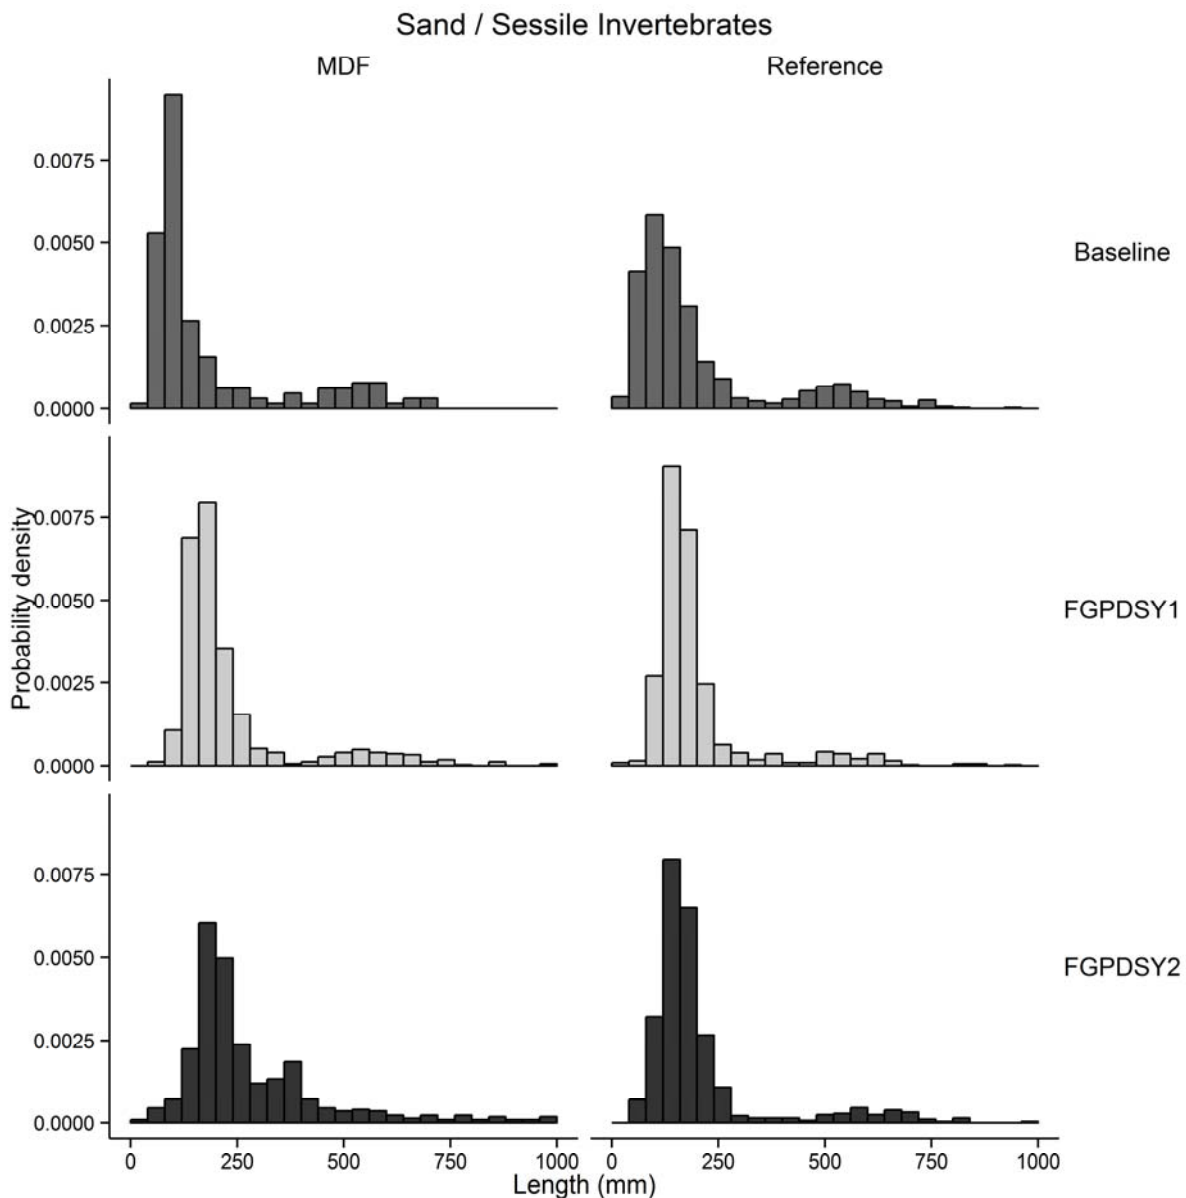 Sand / Sessile Invertebrates
MDF
Reference
0.0075
0.0050
0.0025
0.0000
Baseline
0.0075
0.0050
0.0025
0.0000
FGPDSY1
Probability density
0.0075
0.0050
0.0025
0.0000
FGPDSY2
0 250 500 750 1000
0 250 500 750 1000
Length (mm)